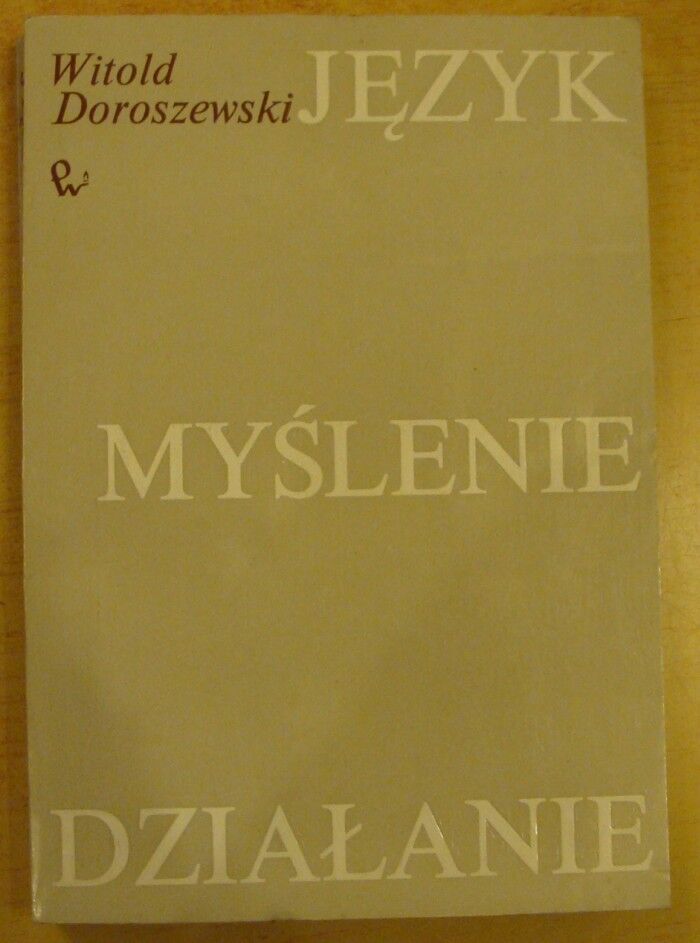 Witold
Doroszewski
JĘZYK
MYŚLENIE
DZIAŁANIE